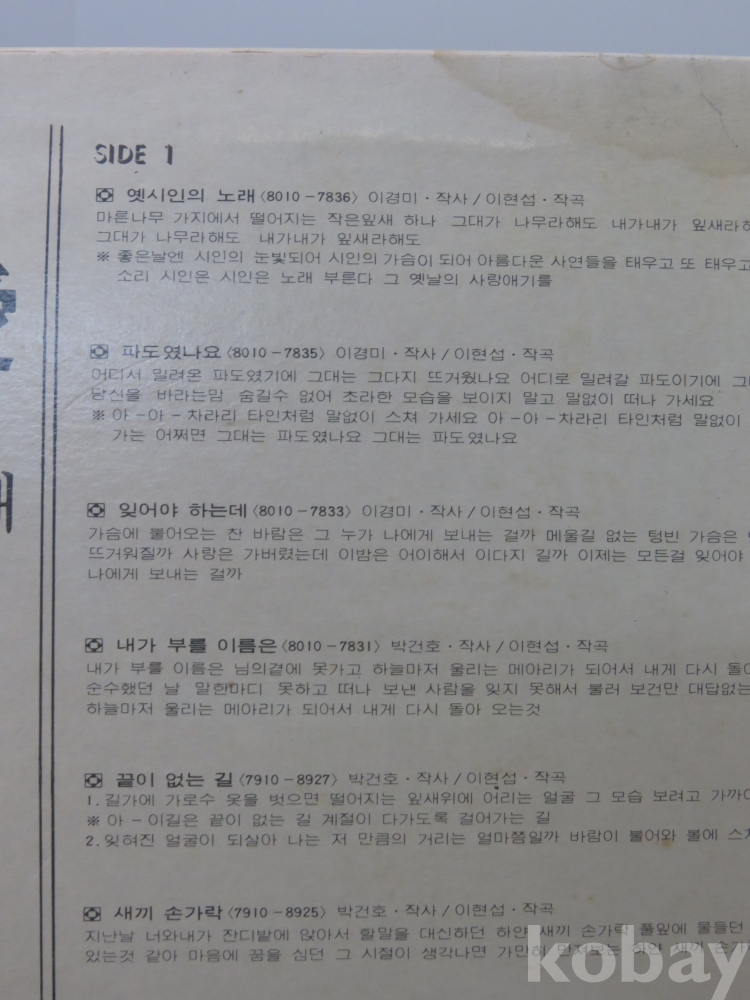 SIDE 1
옛시인의 노래〈8010-7836〉이경미·작사/이현섭·작곡
마른나무 가지에서 떨어지는 작은잎새 하나 그대가 나무라해도 내가내가 잎새라해
그대가 나무라해도 내가내가 잎새라해도
※ 좋은날엔 시인의 눈빛되어 시인의 가슴이 되어 아름다운 사연들을 태우고 또 태우고
소리 시인은 시인은 노래 부른다 그 옛날의 사랑얘기를
파도였나요〈8010-7835〉이경미·작사/이현섭·작곡
어디서 밀려온 파도였기에 그대는 그다지 뜨거웠나요 어디로 밀려갈 파도이기에
당신을 바라는맘 숨길수 없어 초라한 모습을 보이지 말고 말없이 떠나 가세요
※ 아-아-차라리 타인처럼 말없이 스쳐 가세요 아-아-차라리 타인처럼 말없이
가는 어쩌면 그대는 파도였나요 그대는 파도였나요
잊어야 하는데〈8010-7833〉이경미·작사/이현섭·작곡
가슴에 불어오는 찬 바람은 그 누가 나에게 보내는 걸까 메울길 없는 텅빈 가슴은
뜨거워질까 사랑은 가버렸는데 이밤은 어이해서 이다지 길까 이제는 모든걸 잊어야
나에게 보내는 걸까
내가 부를 이름은〈8010-7831〉박건호·작사/이현섭·작곡
내가 부를 이름은 님의곁에 못가고 하늘마저 울리는 메아리가 되어서 내게 다시 돌아
순수했던 날 말한마디 못하고 떠나 보낸 사람을 잊지 못해서 불러 보건만 대답없는
하늘마저 울리는 메아리가 되어서 내게 다시 돌아 오는것
끝이 없는 길〈7910-8927〉박건호·작사/이현섭·작곡
1. 길가에 가로수 옷을 벗으면 떨어지는 잎새위에 어리는 얼굴 그 모습 보려고 가까이
※ 아-이길은 끝이 없는 길 계절이 다가도록 걸어가는 길
2. 잊혀진 얼굴이 되살아 나는 저 만큼의 거리는 얼마쯤일까 바람이 불어와 볼에 스쳐
새끼 손가락〈7910-8925〉박건호·작사/이현섭·작곡
지난날 너와내가 잔디밭에 앉아서 할말을 대신하던 하얀 새끼 손가락 풀잎에 물들던
있는것 같아 마음에 꿈을 심던 그 시절이 생각나면 가만히 만져보는 하얀 새끼 손가
kobay